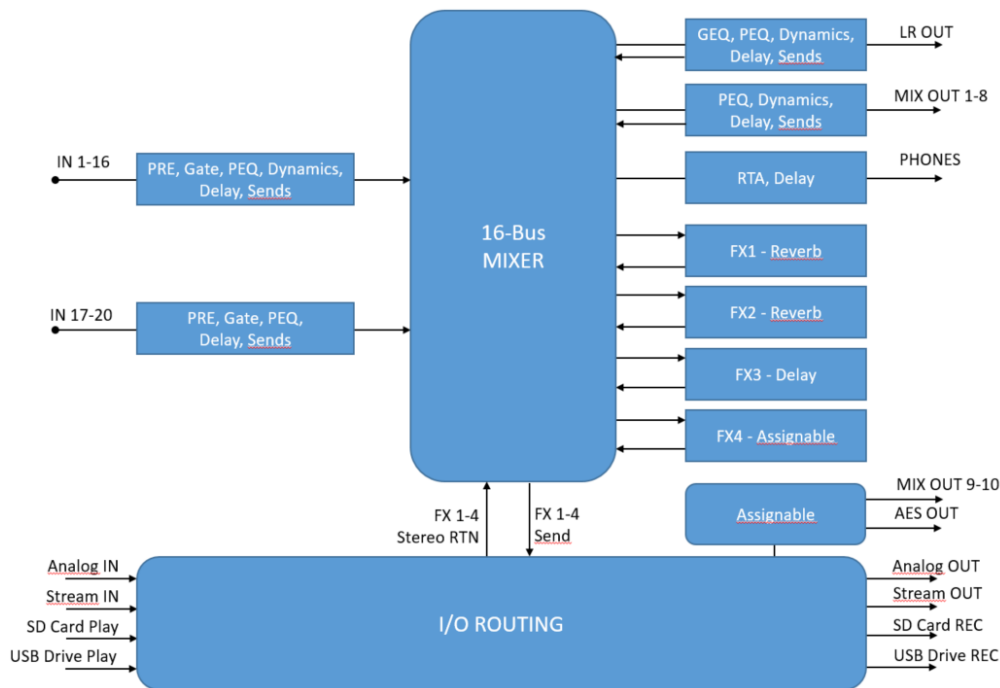 GEQ, PEQ, Dynamics,
Delay, Sends
LR OUT
PEQ, Dynamics,
Delay, Sends
MIX OUT 1-8
IN 1-16
PRE, Gate, PEQ, Dynamics,
Delay, Sends
RTA, Delay
PHONES
16-Bus
MIXER
FX1 - Reverb
IN 17-20
PRE, Gate, PEQ,
Delay, Sends
FX2 - Reverb
FX3 - Delay
FX4 - Assignable
FX 1-4
Stereo RTN
FX 1-4
Send
Assignable
MIX OUT 9-10
AES OUT
Analog IN
Stream IN
SD Card Play
USB Drive Play
I/O ROUTING
Analog OUT
Stream OUT
SD Card REC
USB Drive REC